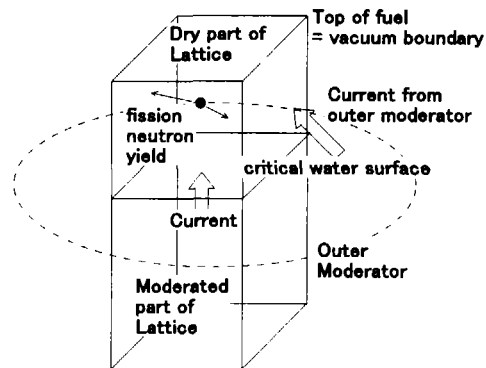 Top of fuel
= vacuum boundary
Dry part of
Lattice
Current from
outer moderator
fission
neutron
yield
critical water surface
Current
Outer
Moderator
Moderated
part of
Lattice